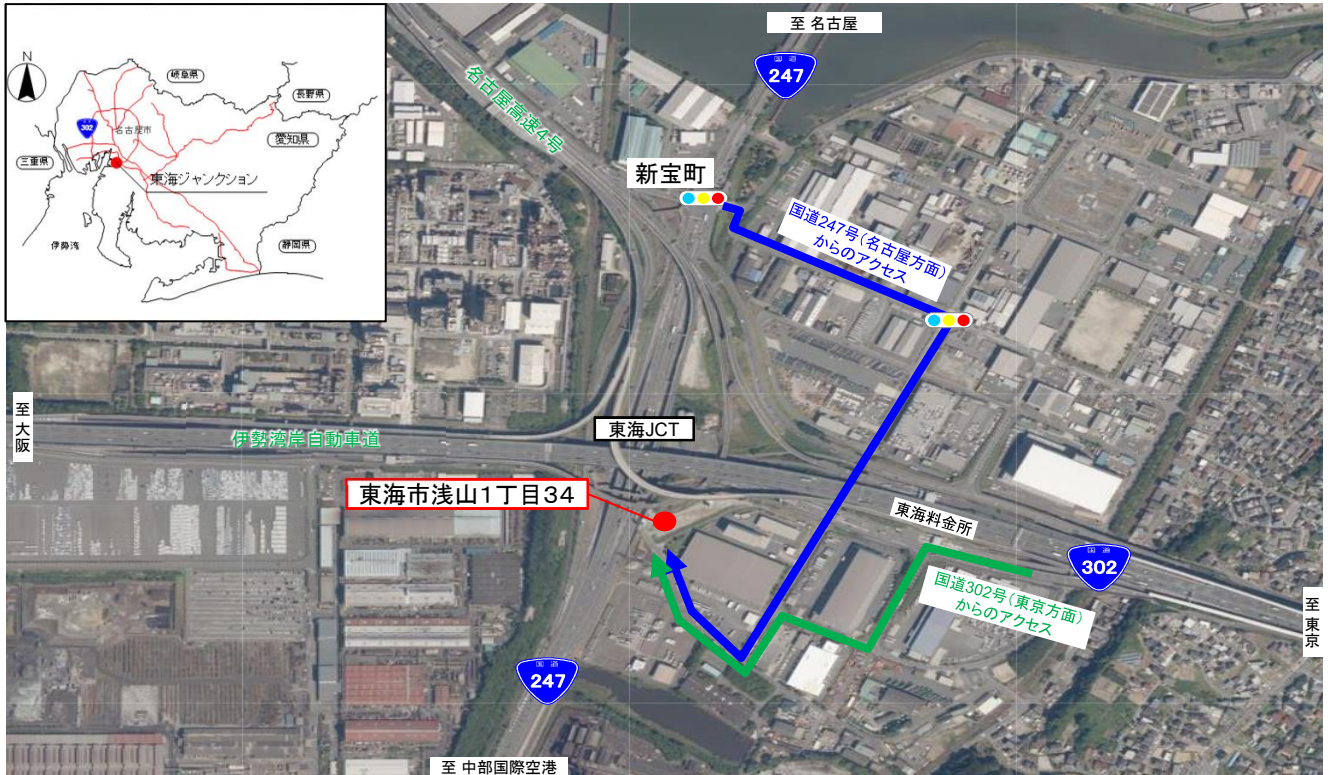 N
岐阜県
長野県
302
名古屋市
愛知県
三重県
東海ジャンクション
伊勢湾
静岡県
至 名古屋
国道
247
名古屋高速4号
新宝町
国道247号(名古屋方面)
からのアクセス
至大阪
伊勢湾岸自動車道
東海JCT
東海市浅山1丁目34
東海料金所
国道
302
国道302号(東京方面)
からのアクセス
至東京
国道
247
至 中部国際空港